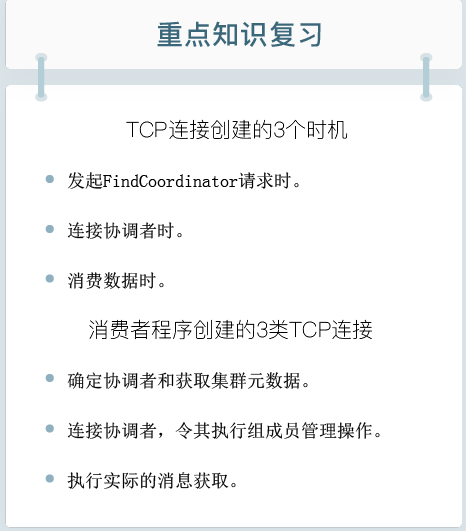 重点知识复习
TCP连接创建的3个时机
发起FindCoordinator请求时。
连接协调者时。
消费数据时。
消费者程序创建的3类TCP连接
确定协调者和获取集群元数据。
连接协调者，令其执行组成员管理操作。
执行实际的消息获取。